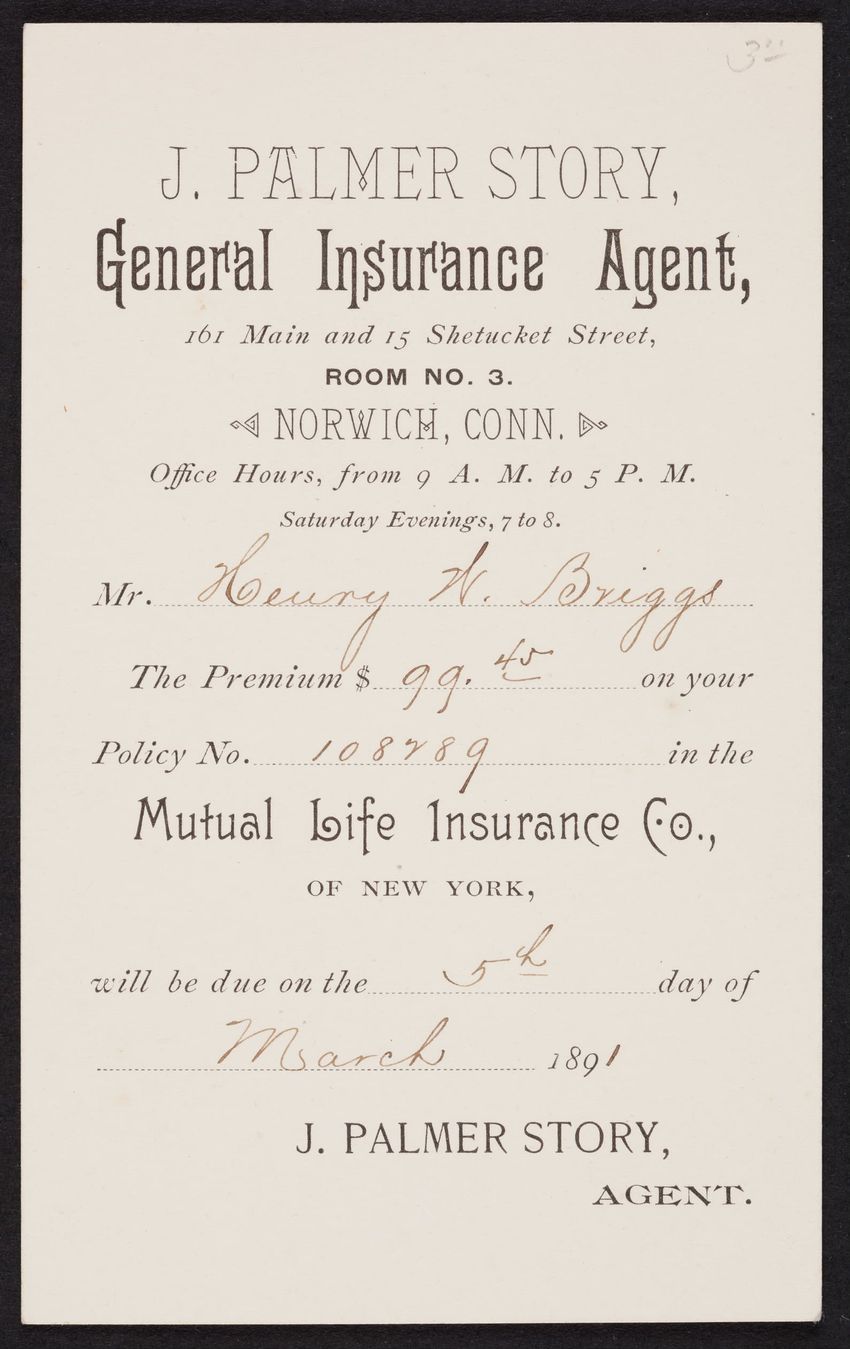 3.00
J. PALMER STORY,
General Insurance Agent,
161 Main and 15 Shetucket Street,
ROOM NO. 3.
NORWICH, CONN.
Office Hours, from 9 A. M. to 5 P. M.
Saturday Evenings, 7 to 8.
Mr. Henry W. Briggs
The Premium $ 99.45 on your
Policy No. 108289 in the
Mutual Life Insurance Co.,
OF NEW YORK,
will be due on the 5th day of
March 1891
J. PALMER STORY,
AGENT.